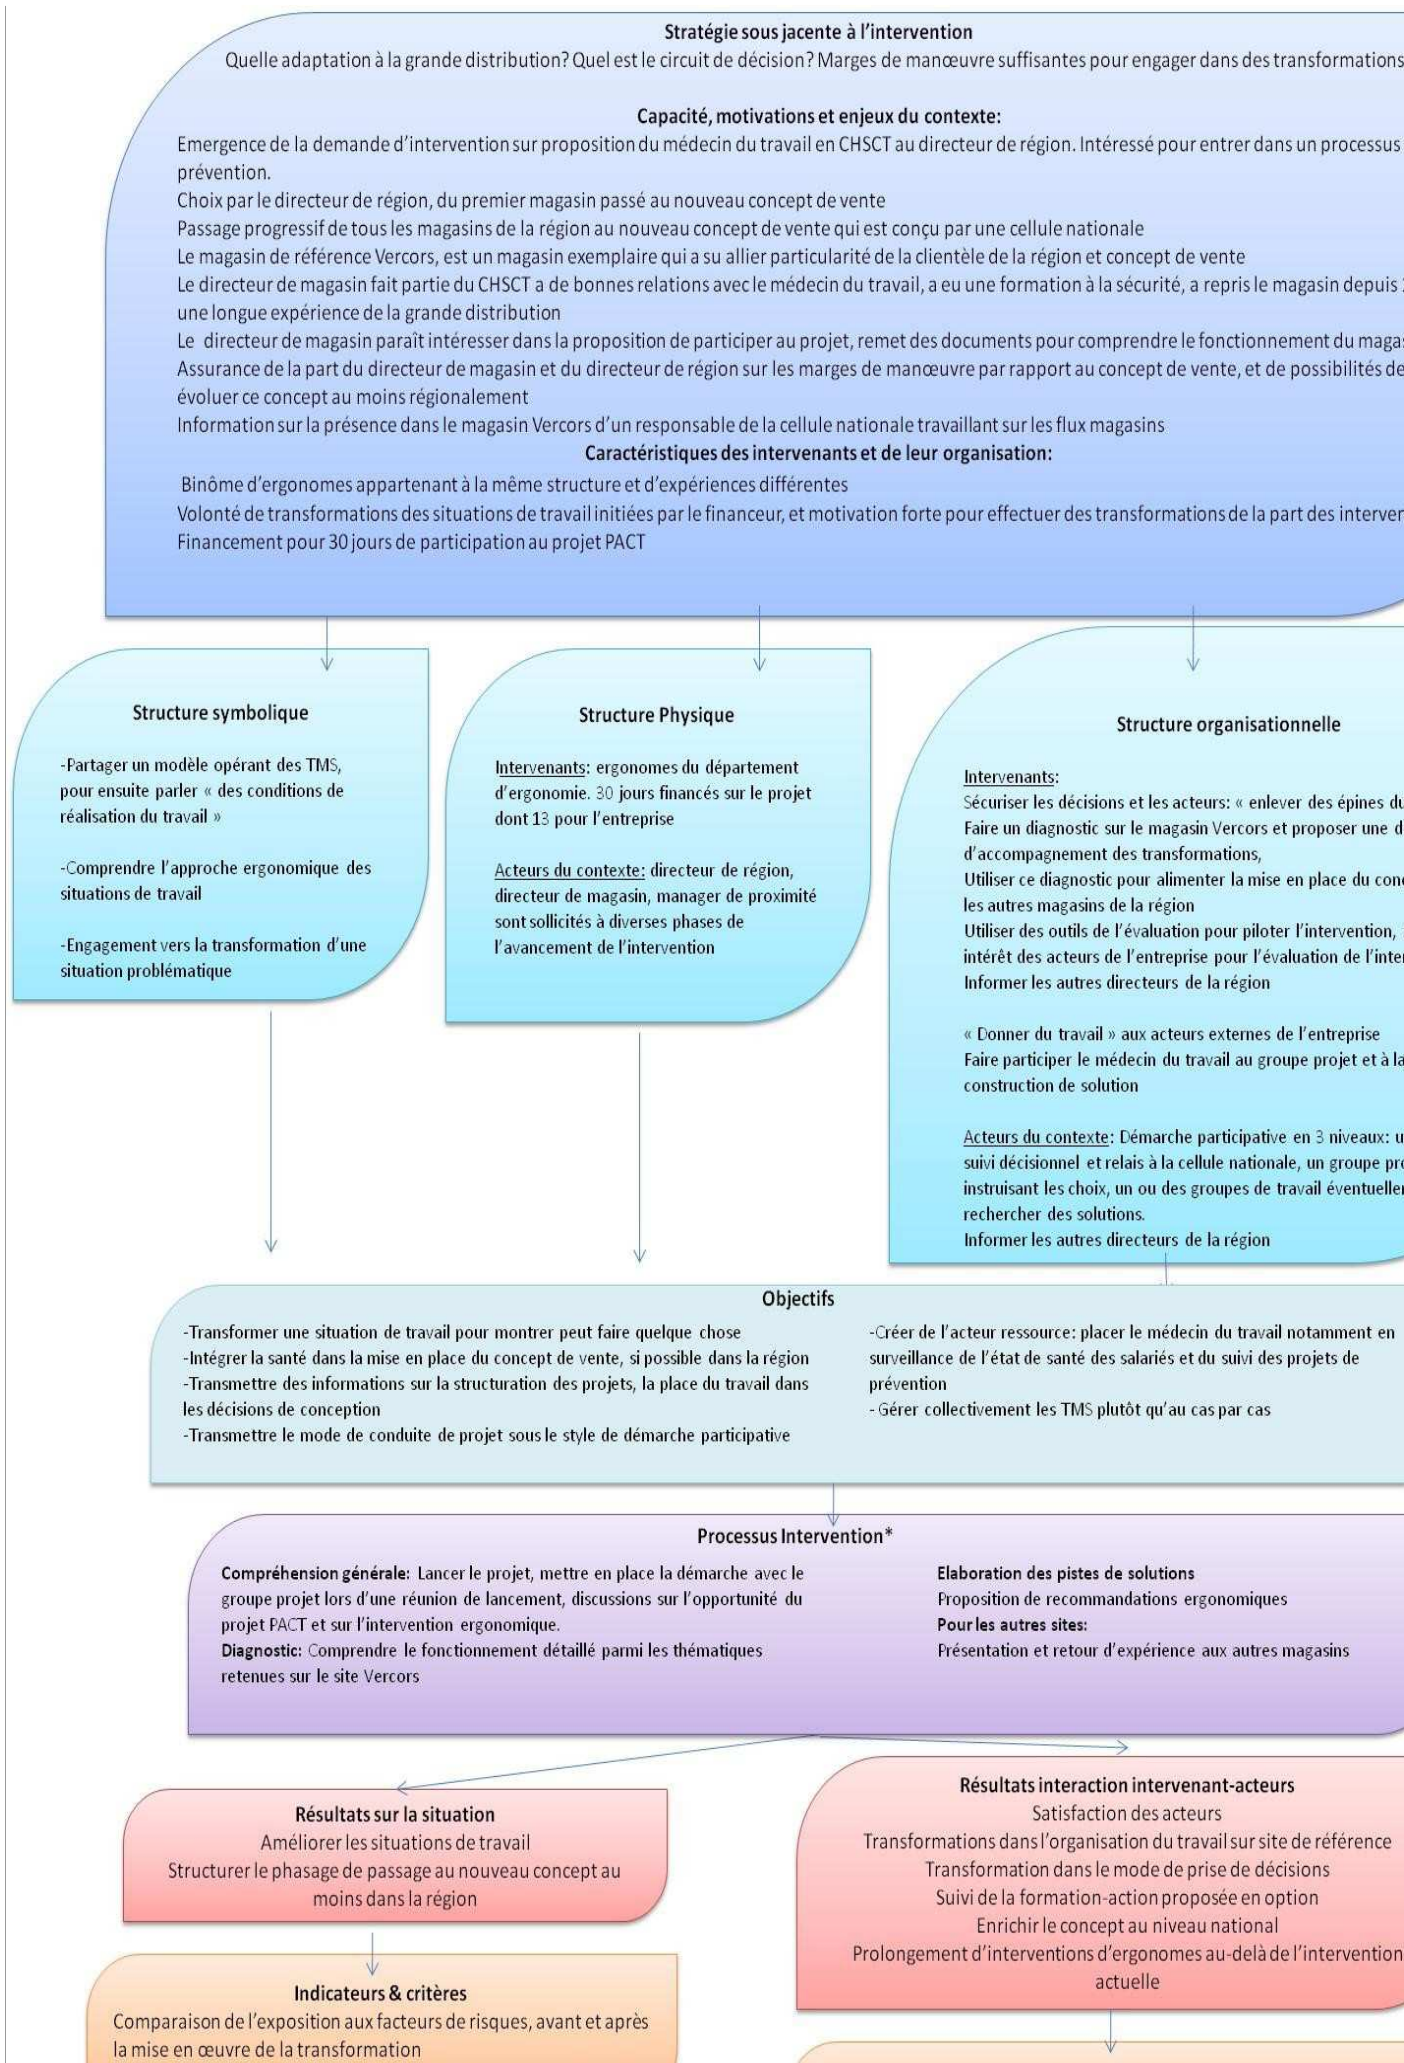 Stratégie sous jacente à l'intervention
Quelle adaptation à la grande distribution? Quel est le circuit de décision? Marges de manœuvre suffisantes pour engager dans des transformations
Capacité, motivations et enjeux du contexte:
Emergence de la demande d'intervention sur proposition du médecin du travail en CHSCT au directeur de région. Intéressé pour entrer dans un processus
prévention.
Choix par le directeur de région, du premier magasin passé au nouveau concept de vente
Passage progressif de tous les magasins de la région au nouveau concept de vente qui est conçu par une cellule nationale
Le magasin de référence Vercors, est un magasin exemplaire qui a su allier particularité de la clientèle de la région et concept de vente
Le directeur de magasin fait partie du CHSCT a de bonnes relations avec le médecin du travail, a eu une formation à la sécurité, a repris le magasin depuis
une longue expérience de la grande distribution
Le directeur de magasin paraît intéresser dans la proposition de participer au projet, remet des documents pour comprendre le fonctionnement du magas
Assurance de la part du directeur de magasin et du directeur de région sur les marges de manœuvre par rapport au concept de vente, et de possibilités de
évoluer ce concept au moins régionalement
Information sur la présence dans le magasin Vercors d'un responsable de la cellule nationale travaillant sur les flux magasins
Caractéristiques des intervenants et de leur organisation:
Binôme d'ergonomes appartenant à la même structure et d'expériences différentes
Volonté de transformations des situations de travail initiées par le financeur, et motivation forte pour effectuer des transformations de la part des interven
Financement pour 30 jours de participation au projet PACT
Structure symbolique
-Partager un modèle opérant des TMS,
pour ensuite parler « des conditions de
réalisation du travail »
-Comprendre l'approche ergonomique des
situations de travail
-Engagement vers la transformation d'une
situation problématique
Structure Physique
Intervenants: ergonomes du département
d'ergonomie. 30 jours financés sur le projet
dont 13 pour l'entreprise
Acteurs du contexte: directeur de région,
directeur de magasin, manager de proximité
sont sollicités à diverses phases de
l'avancement de l'intervention
Structure organisationnelle
Intervenants:
Sécuriser les décisions et les acteurs: « enlever des épines du
Faire un diagnostic sur le magasin Vercors et proposer une d
d'accompagnement des transformations,
Utiliser ce diagnostic pour alimenter la mise en place du conc
les autres magasins de la région
Utiliser des outils de l'évaluation pour piloter l'intervention,
intérêt des acteurs de l'entreprise pour l'évaluation de l'inter
Informer les autres directeurs de la région
« Donner du travail » aux acteurs externes de l'entreprise
Faire participer le médecin du travail au groupe projet et à la
construction de solution
Acteurs du contexte: Démarche participative en 3 niveaux: u
suivi décisionnel et relais à la cellule nationale, un groupe pro
instruisant les choix, un ou des groupes de travail éventueller
rechercher des solutions.
Informer les autres directeurs de la région
Objectifs
-Transformer une situation de travail pour montrer peut faire quelque chose
-Intégrer la santé dans la mise en place du concept de vente, si possible dans la région
-Transmettre des informations sur la structuration des projets, la place du travail dans
les décisions de conception
-Transmettre le mode de conduite de projet sous le style de démarche participative
-Créer de l'acteur ressource: placer le médecin du travail notamment en
surveillance de l'état de santé des salariés et du suivi des projets de
prévention
- Gérer collectivement les TMS plutôt qu'au cas par cas
Processus Intervention*
Compréhension générale: Lancer le projet, mettre en place la démarche avec le
groupe projet lors d'une réunion de lancement, discussions sur l'opportunité du
projet PACT et sur l'intervention ergonomique.
Diagnostic: Comprendre le fonctionnement détaillé parmi les thématiques
retenues sur le site Vercors
Elaboration des pistes de solutions
Proposition de recommandations ergonomiques
Pour les autres sites:
Présentation et retour d'expérience aux autres magasins
Résultats sur la situation
Améliorer les situations de travail
Structurer le phasage de passage au nouveau concept au
moins dans la région
Résultats interaction intervenant-acteurs
Satisfaction des acteurs
Transformations dans l'organisation du travail sur site de référence
Transformation dans le mode de prise de décisions
Suivi de la formation-action proposée en option
Enrichir le concept au niveau national
Prolongement d'interventions d'ergonomes au-delà de l'intervention
actuelle
Indicateurs & critères
Comparaison de l'exposition aux facteurs de risques, avant et après
la mise en œuvre de la transformation